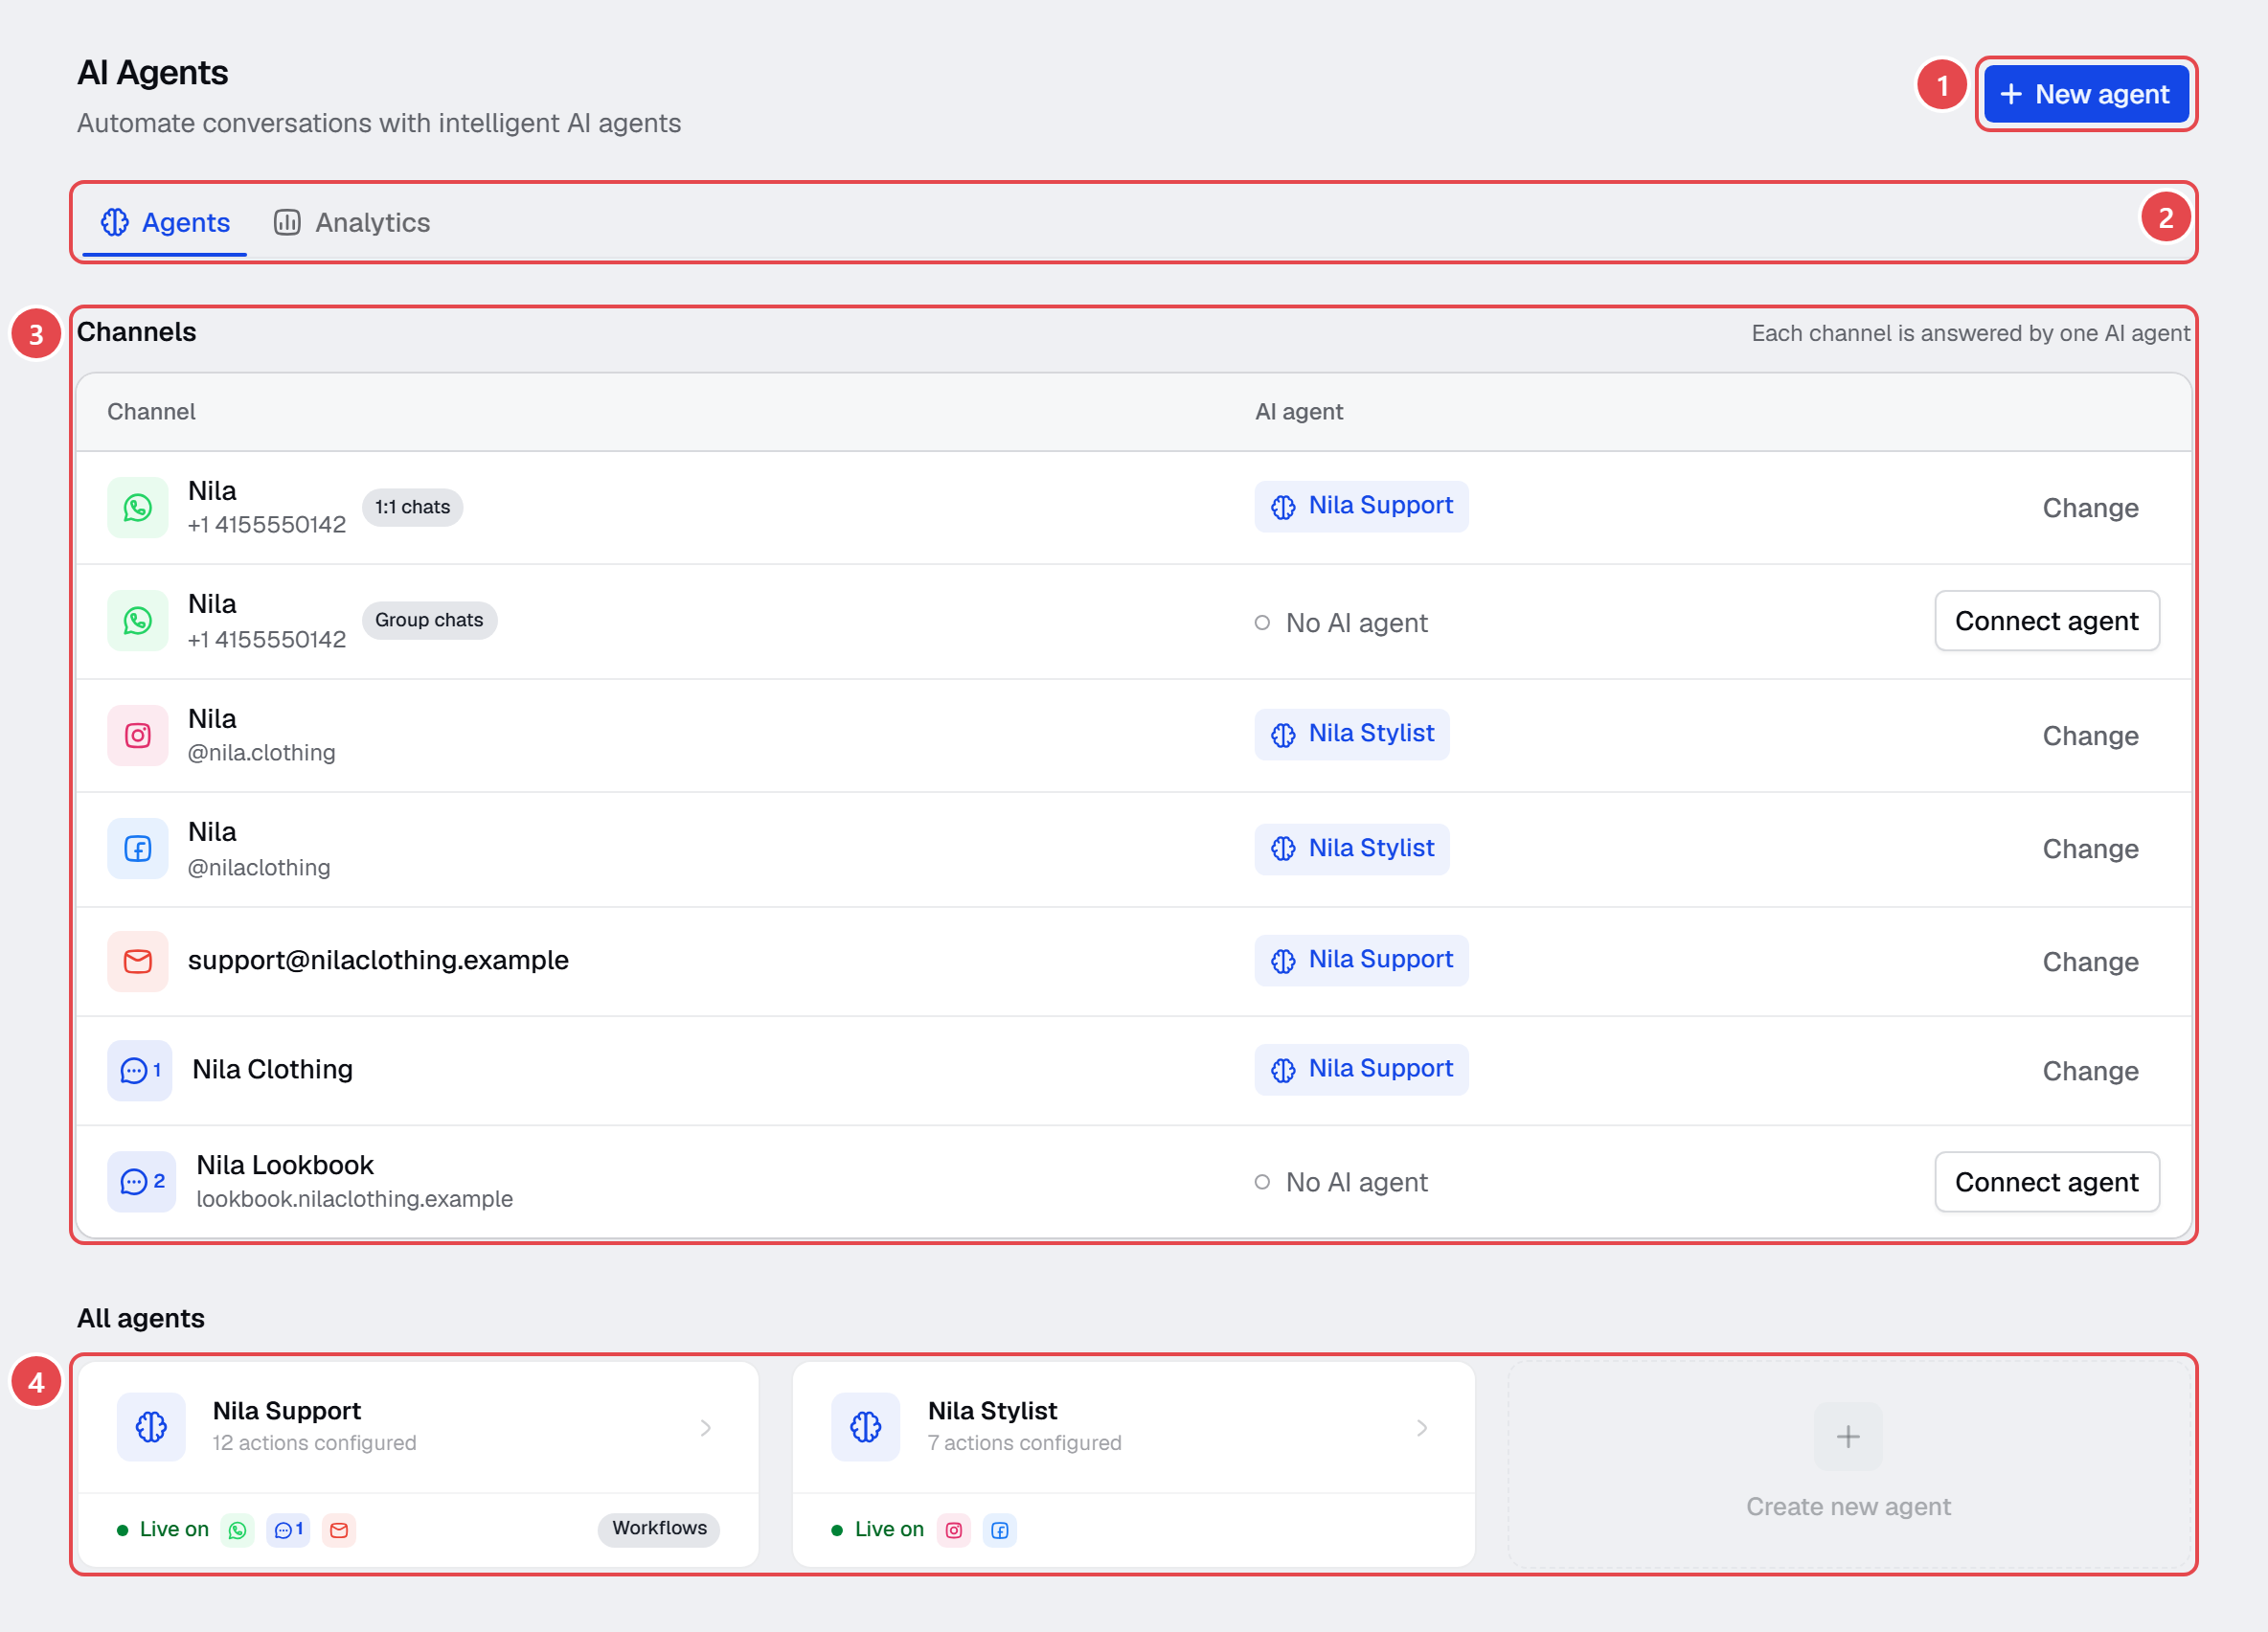 AI Agents
Automate conversations with intelligent AI agents
1
+ New agent
Agents
Analytics
2
3
Channels
Each channel is answered by one AI agent
Channel
AI agent
Nila
+1 4155550142
1:1 chats
Nila Support
Change
Nila
+1 4155550142
Group chats
No AI agent
Connect agent
Nila
@nila.clothing
Nila Stylist
Change
Nila
@nilaclothing
Nila Stylist
Change
support@nilaclothing.example
Nila Support
Change
1
Nila Clothing
Nila Support
Change
2
Nila Lookbook
lookbook.nilaclothing.example
No AI agent
Connect agent
All agents
4
Nila Support
12 actions configured
Live on
1
Workflows
Nila Stylist
7 actions configured
Live on
+
Create new agent